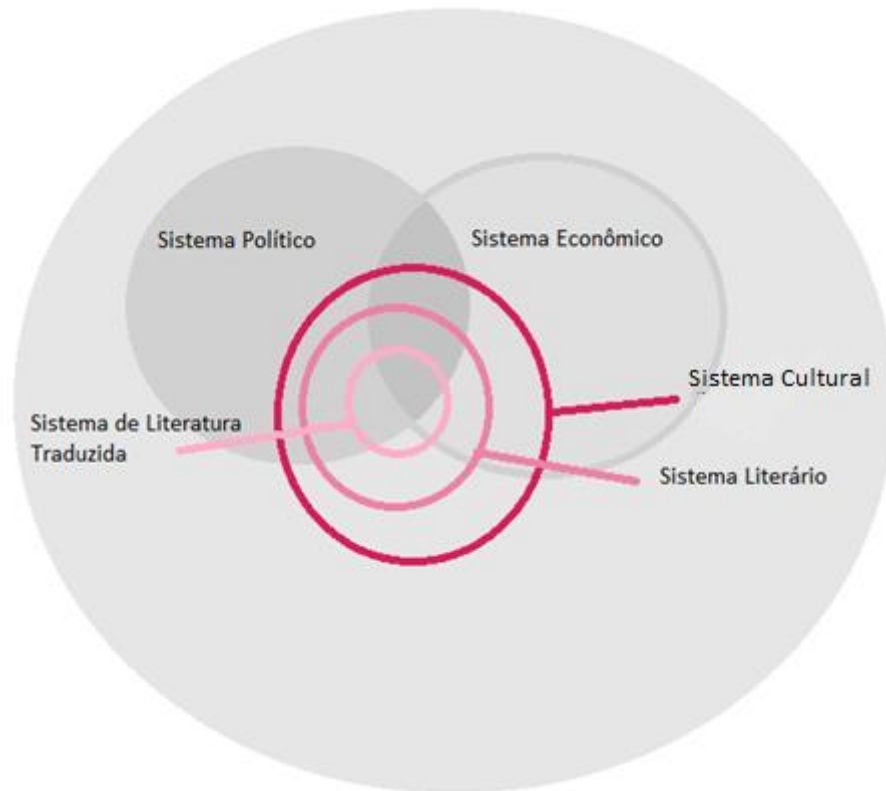 Sistema Político
Sistema Econômico
Sistema Cultural
Sistema de Literatura
Traduzida
Sistema Literário